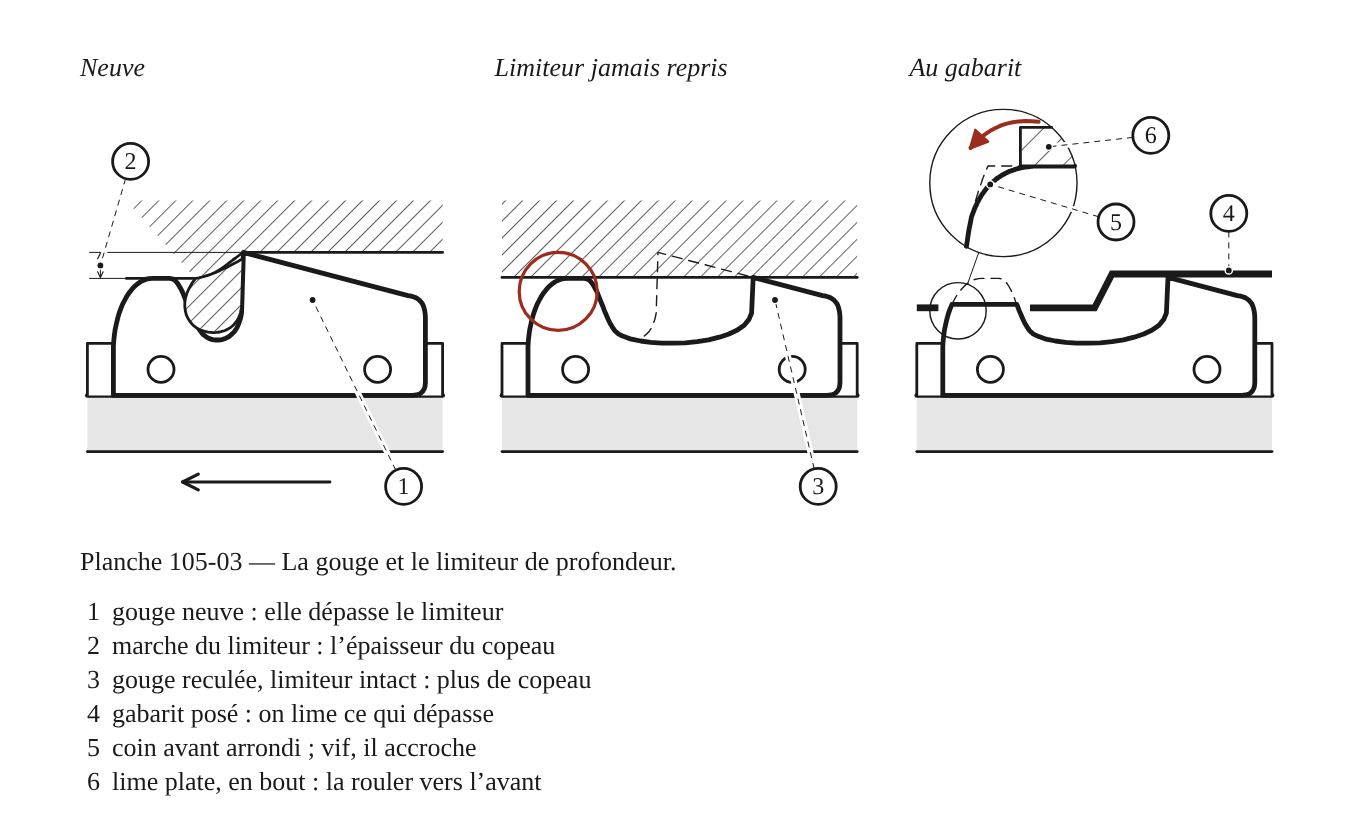 Neuve
Limiteur jamais repris
Au gabarit
2
6
5
4
1
3
Planche 105-03 — La gouge et le limiteur de profondeur.
1 gouge neuve : elle dépasse le limiteur
2 marche du limiteur : l’épaisseur du copeau
3 gouge reculée, limiteur intact : plus de copeau
4 gabarit posé : on lime ce qui dépasse
5 coin avant arrondi ; vif, il accroche
6 lime plate, en bout : la rouler vers l’avant